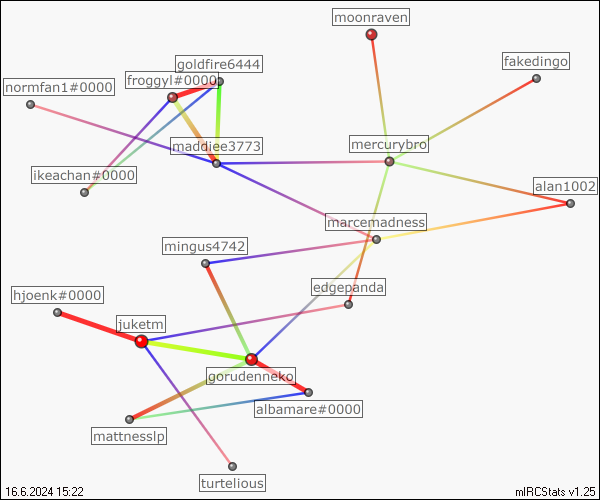 moonraven
goldfire6444
fakedingo
froggyl#0000
normfan1#0000
maddiee3773
mercurybro
ikeachan#0000
alan1002
marcemadness
mingus4742
edgepanda
hjoenk#0000
juketm
gorudenneko
albamare#0000
mattnesslp
turtelious
16.6.2024 15:22
mIRCStats v1.25